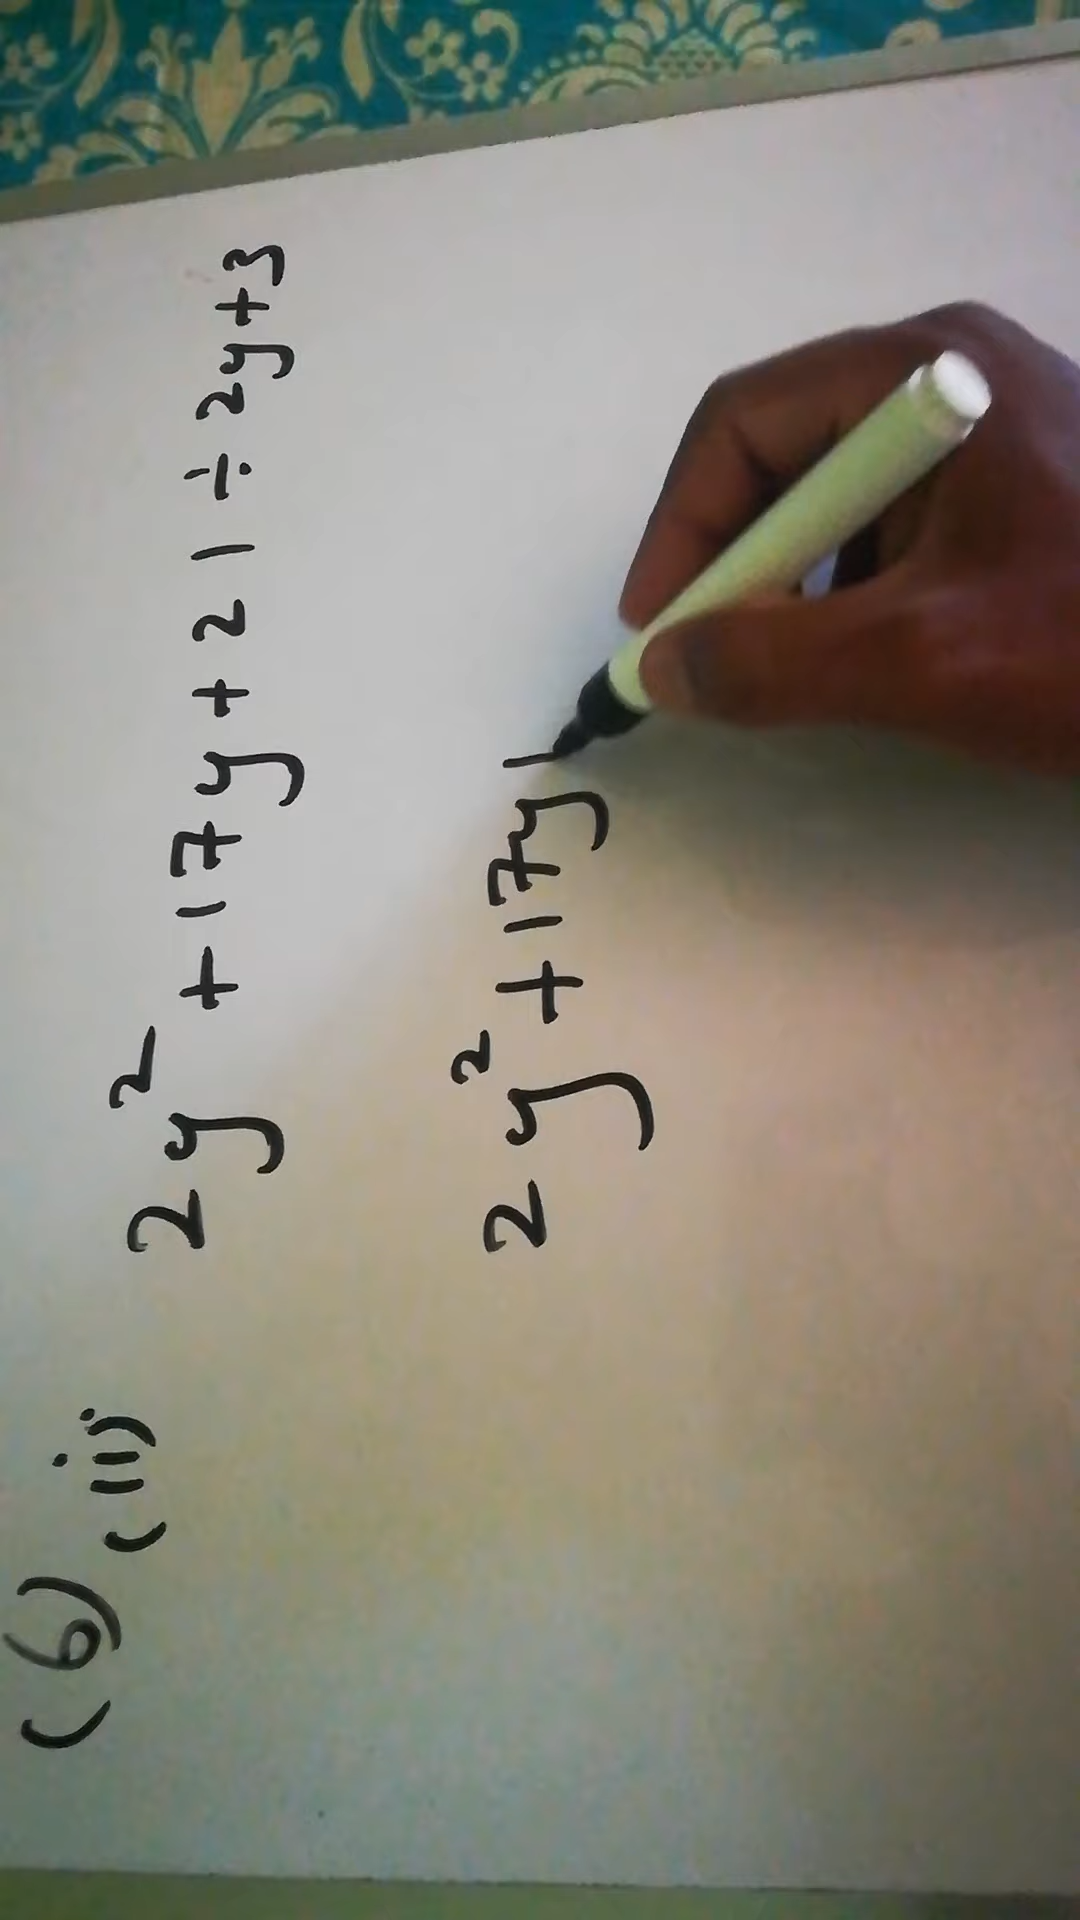 (6) (ii) 2y² + 17y + 21 ÷ 2y+3
2y² + 17y